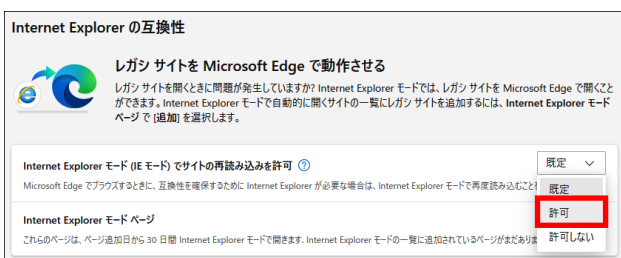 Internet Explorer の互換性
レガシ サイトを Microsoft Edge で動作させる
レガシ サイトを開くときに問題が発生していますか? Internet Explorer モードでは、レガシ サイトを Microsoft Edge で開くこと
ができます。Internet Explorer モードで自動的に開くサイトの一覧にレガシ サイトを追加するには、Internet Explorer モード
ページ で [追加] を選択します。
Internet Explorer モード (IE モード) でサイトの再読み込みを許可 ?
既定
Microsoft Edge でブラウズするときに、互換性を確保するために Internet Explorer が必要な場合は、Internet Explorer モードで再度読み込むこと
既定
許可
Internet Explorer モード ページ
これらのページは、ページ追加日から 30 日間 Internet Explorer モードで開きます. Internet Explorer モードの一覧に追加されているページがまだありま
許可しない